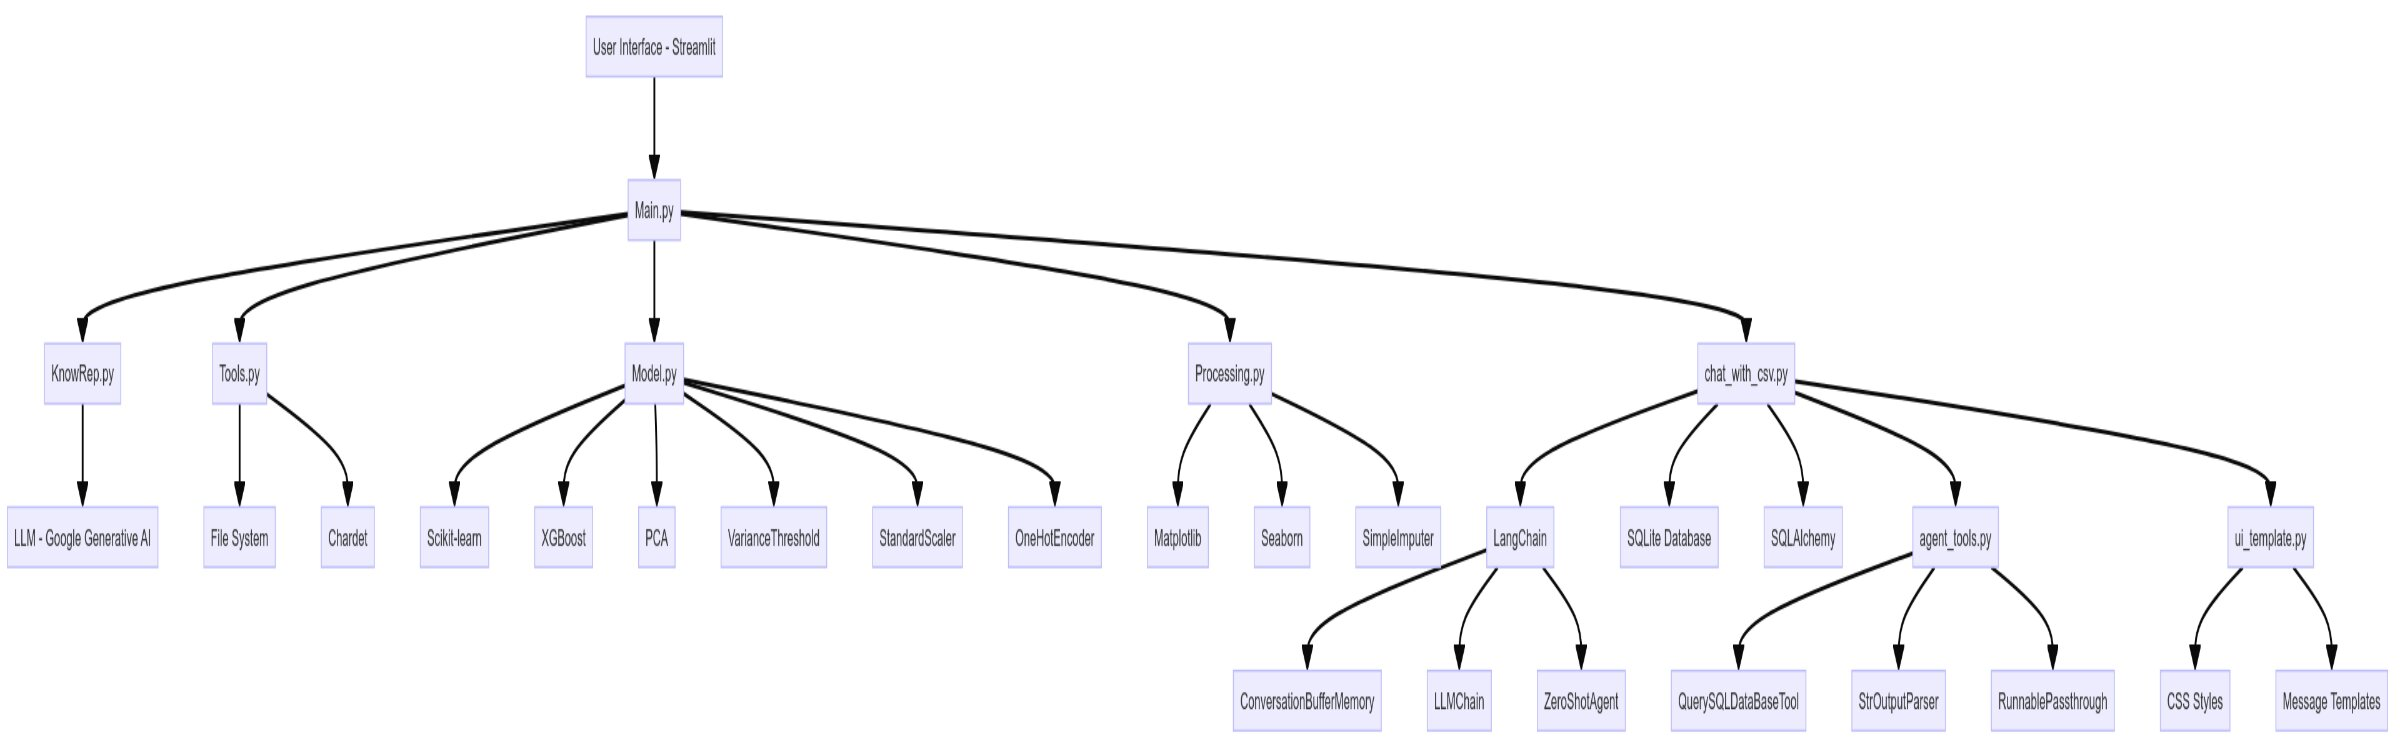 User Interface - Streamlit
Main.py
KnowRep.py
Tools.py
Model.py
Processing.py
chat_with_csv.py
LLM - Google Generative AI
File System
Chardet
Scikit-learn
XGBoost
PCA
VarianceThreshold
StandardScaler
OneHotEncoder
Matplotlib
Seaborn
SimpleImputer
LangChain
SQLite Database
SQLAlchemy
agent_tools.py
ui_template.py
ConversationBufferMemory
LLMChain
ZeroShotAgent
QuerySQLDataBaseTool
StrOutputParser
RunnablePassthrough
CSS Styles
Message Templates